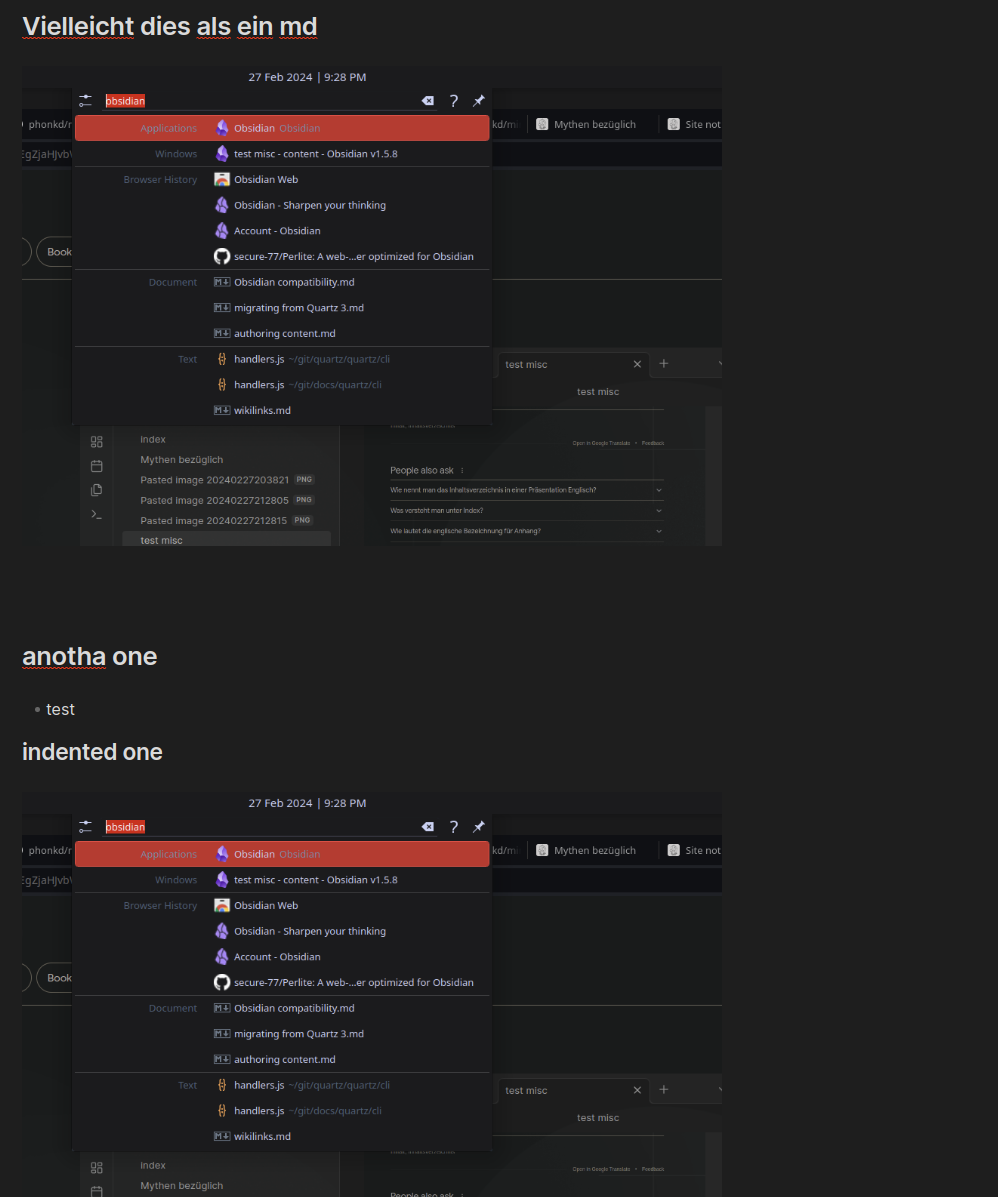 Vielleicht dies als ein md
27 Feb 2024 | 9:28 PM
obsidian
?
phonkd/r
kd/mi
Mythen bezüglich
Site not
EgZjaHJvbV
Applications Obsidian Obsidian
Windows test misc - content - Obsidian v1.5.8
Browser History Obsidian Web
Obsidian - Sharpen your thinking
Account - Obsidian
Book
secure-77/Perlite: A web-...er optimized for Obsidian
Document Obsidian compatibility.md
migrating from Quartz 3.md
authoring content.md
Text handlers.js ~/git/quartz/quartz/cli
handlers.js ~/git/docs/quartz/cli
wikilinks.md
test misc
test misc
Open in Google Translate • Feedback
People also ask
Wie nennt man das Inhaltsverzeichnis in einer Präsentation Englisch?
Was versteht man unter Index?
Wie lautet die englische Bezeichnung für Anhang?
index
Mythen bezüglich
Pasted image 20240227203821 PNG
Pasted image 20240227212805 PNG
Pasted image 20240227212815 PNG
test misc
anotha one
test
indented one
27 Feb 2024 | 9:28 PM
obsidian
?
phonkd/r
kd/mi
Mythen bezüglich
Site not
EgZjaHJvbV
Applications Obsidian Obsidian
Windows test misc - content - Obsidian v1.5.8
Browser History Obsidian Web
Obsidian - Sharpen your thinking
Account - Obsidian
Book
secure-77/Perlite: A web-...er optimized for Obsidian
Document Obsidian compatibility.md
migrating from Quartz 3.md
authoring content.md
Text handlers.js ~/git/quartz/quartz/cli
handlers.js ~/git/docs/quartz/cli
wikilinks.md
test misc
test misc
Open in Google Translate • Feedback
People also ask
index
Mythen bezüglich